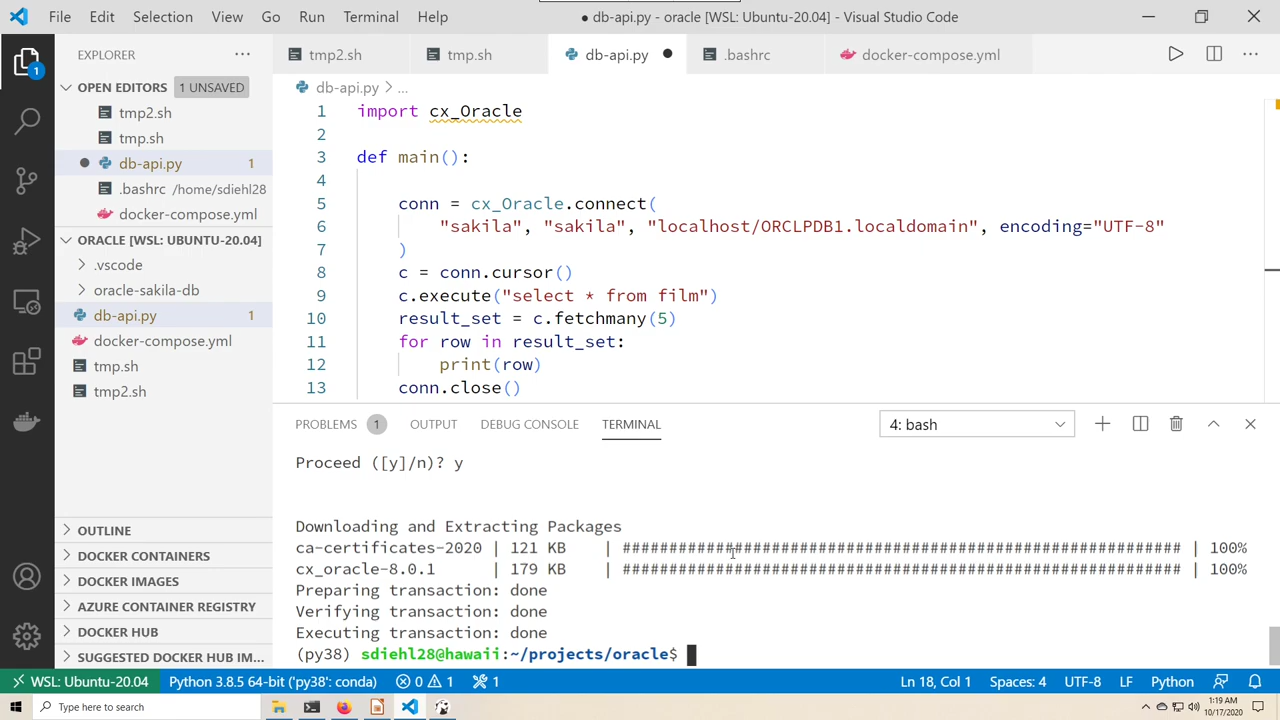 File Edit Selection View Go Run Terminal Help
● db-api.py - oracle [WSL: Ubuntu-20.04] - Visual Studio Code
EXPLORER
tmp2.sh
tmp.sh
db-api.py
.bashrc
docker-compose.yml
OPEN EDITORS 1 UNSAVED
tmp2.sh
tmp.sh
db-api.py 1
.bashrc /home/sdiehl28
docker-compose.yml
ORACLE [WSL: UBUNTU-20.04]
.vscode
oracle-sakila-db
db-api.py 1
docker-compose.yml
tmp.sh
tmp2.sh
OUTLINE
DOCKER CONTAINERS
DOCKER IMAGES
AZURE CONTAINER REGISTRY
DOCKER HUB
SUGGESTED DOCKER HUB IM...
1
db-api.py > ...
1 import cx_Oracle
2
3 def main():
4
5 conn = cx_Oracle.connect(
6 "sakila", "sakila", "localhost/ORCLPDB1.localdomain", encoding="UTF-8"
7 )
8 c = conn.cursor()
9 c.execute("select * from film")
10 result_set = c.fetchmany(5)
11 for row in result_set:
12 print(row)
13 conn.close()
PROBLEMS 1 OUTPUT DEBUG CONSOLE TERMINAL
4: bash
Proceed ([y]/n)? y
Downloading and Extracting Packages
ca-certificates-2020 | 121 KB | ###################################################### | 100%
cx_oracle-8.0.1 | 179 KB | ###################################################### | 100%
Preparing transaction: done
Verifying transaction: done
Executing transaction: done
(py38) sdiehl28@hawaii:~/projects/oracle$
WSL: Ubuntu-20.04 Python 3.8.5 64-bit ('py38': conda) 0 1 1 Ln 18, Col 1 Spaces: 4 UTF-8 LF Python
Type here to search
1:19 AM
10/17/2020